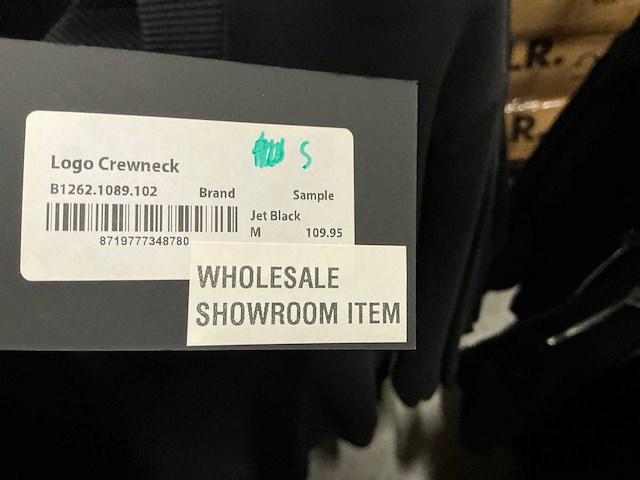 S
Logo Crewneck
B1262.1089.102 Brand Sample
Jet Black
M 109.95
8719777348780
WHOLESALE
SHOWROOM ITEM
.R.
R.